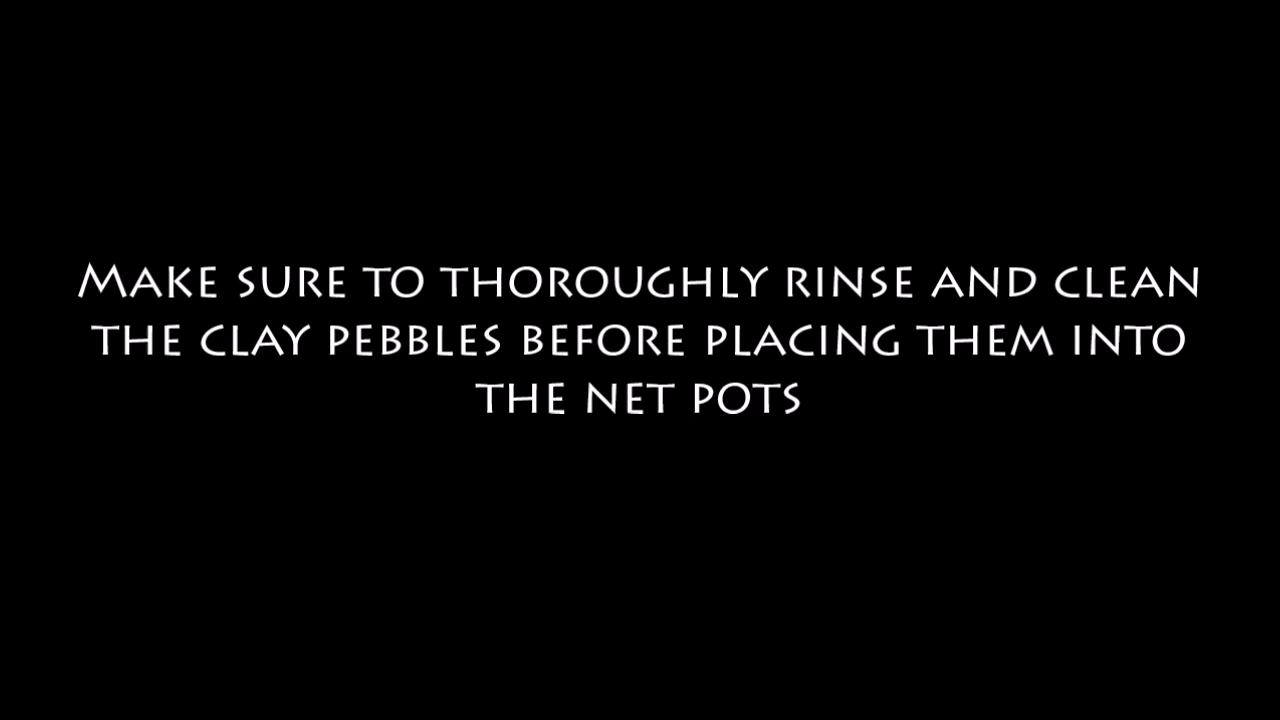 Make sure to thoroughly rinse and clean
the clay pebbles before placing them into
the net pots